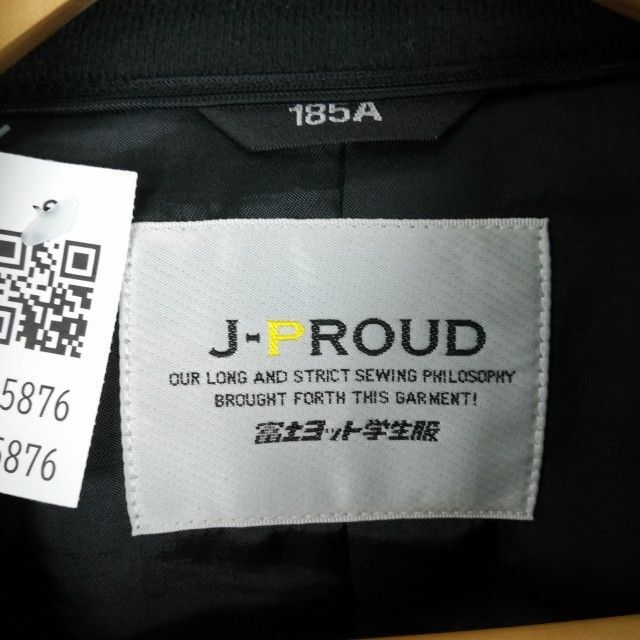 185A
J-PROUD
OUR LONG AND STRICT SEWING PHILOSOPHY
BROUGHT FORTH THIS GARMENT!
富士ヨット学生服
5876
5876